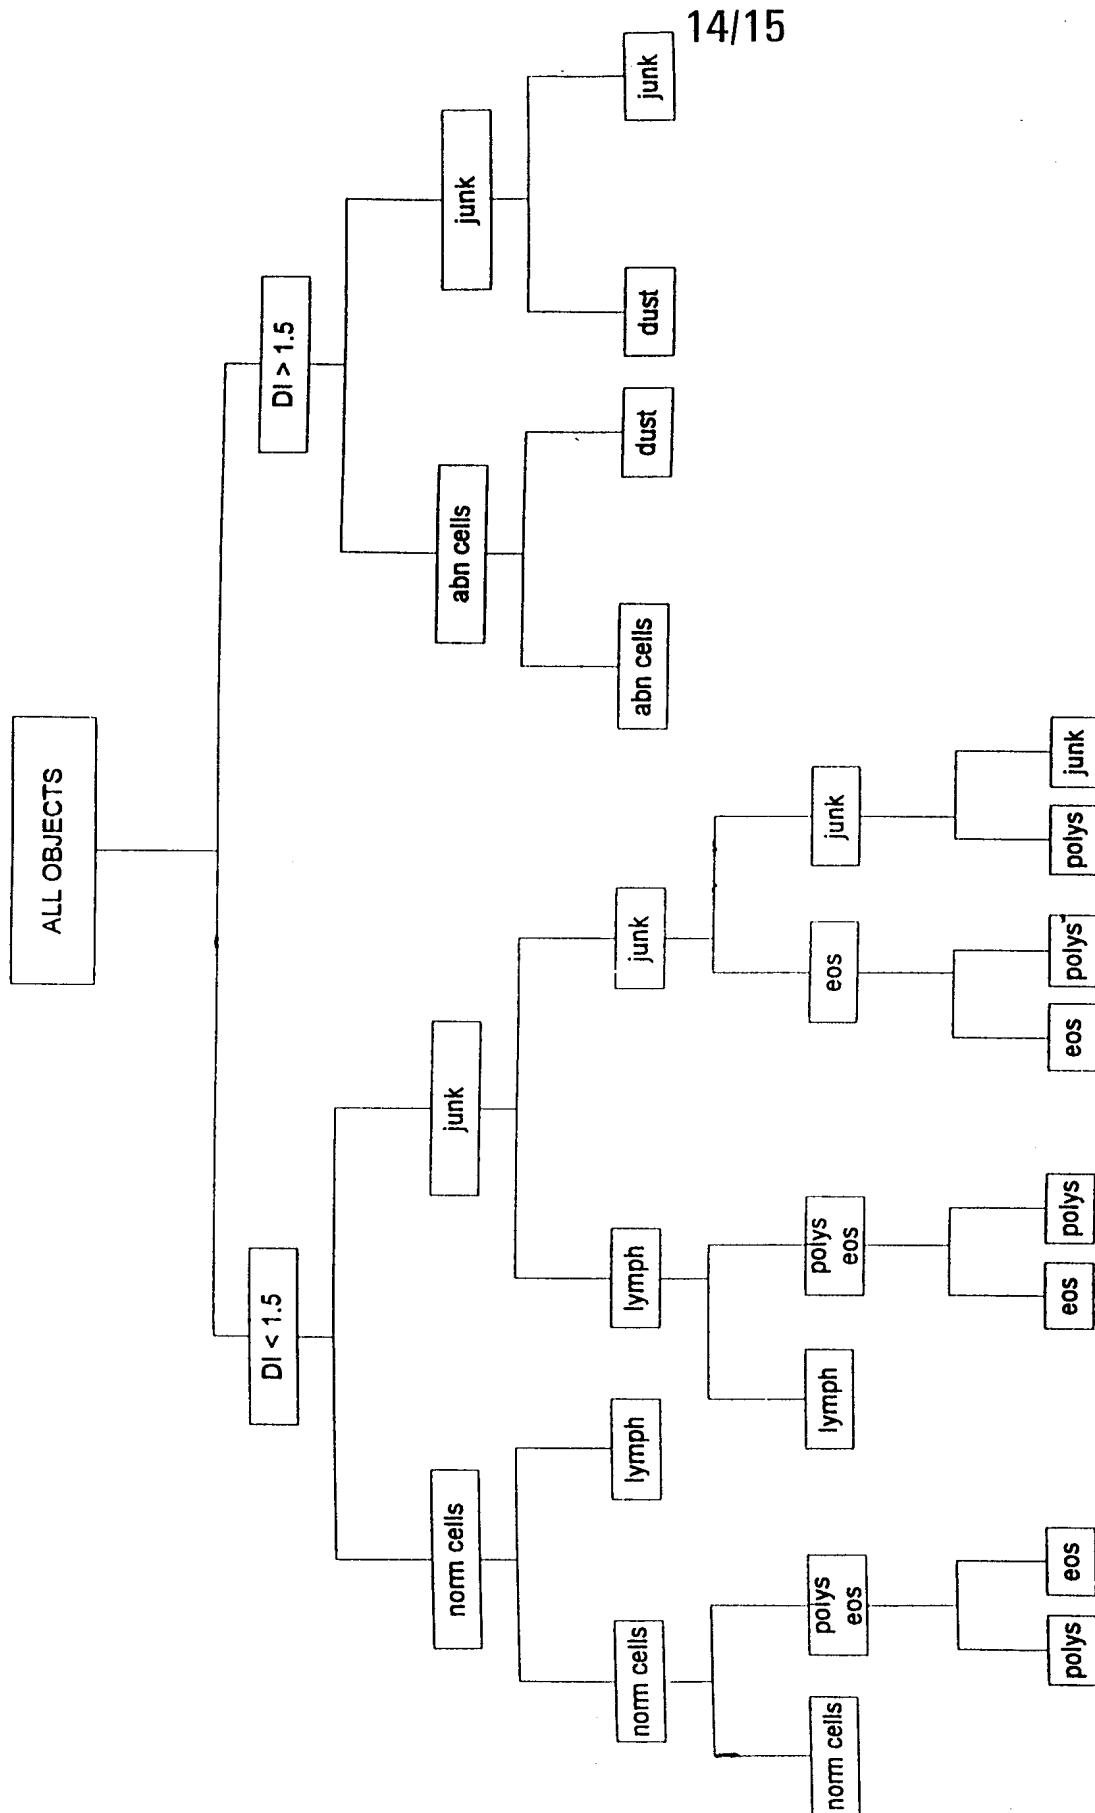 14/15
ALL OBJECTS
DI < 1.5
DI > 1.5
norm cells
junk
abn cells
junk
norm cells
lymph
lymph
junk
abn cells
dust
dust
junk
norm cells
polys
eos
lymph
polys
eos
eos
junk
polys
eos
eos
polys
eos
polys
polys
junk